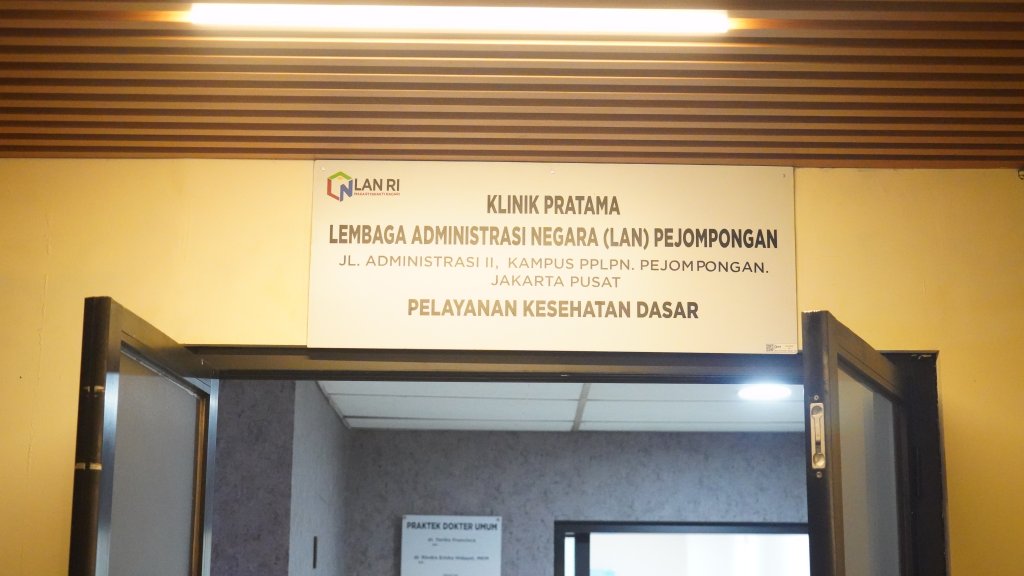 LAN RI
KLINIK PRATAMA
LEMBAGA ADMINISTRASI NEGARA (LAN) PEJOMPONGAN
JL. ADMINISTRASI II, KAMPUS PPLPN. PEJOMPONGAN.
JAKARTA PUSAT
PELAYANAN KESEHATAN DASAR
PRAKTEK DOKTER UMUM